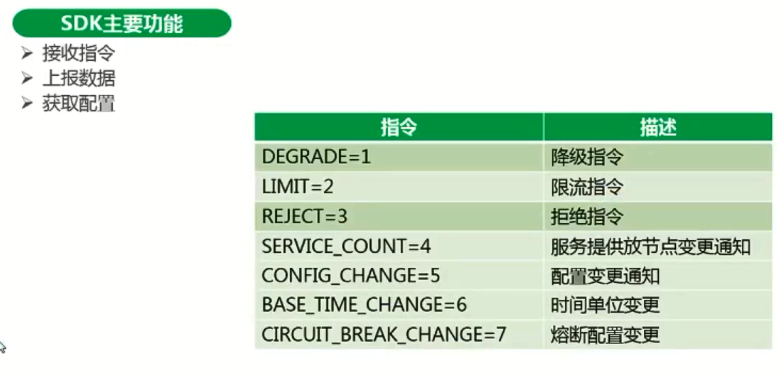 SDK主要功能
接收指令
上报数据
获取配置
指令 描述
DEGRADE=1 降级指令
LIMIT=2 限流指令
REJECT=3 拒绝指令
SERVICE_COUNT=4 服务提供放节点变更通知
CONFIG_CHANGE=5 配置变更通知
BASE_TIME_CHANGE=6 时间单位变更
CIRCUIT_BREAK_CHANGE=7 熔断配置变更